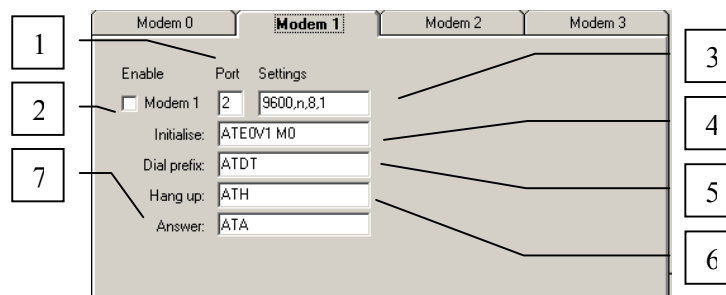 Modem 0 Modem 1 Modem 2 Modem 3
1
3
Enable Port Settings
2
Modem 1 2 9600,n,8,1
4
Initialise: ATE0V1 M0
7
Dial prefix: ATDT
5
Hang up: ATH
Answer: ATA
6